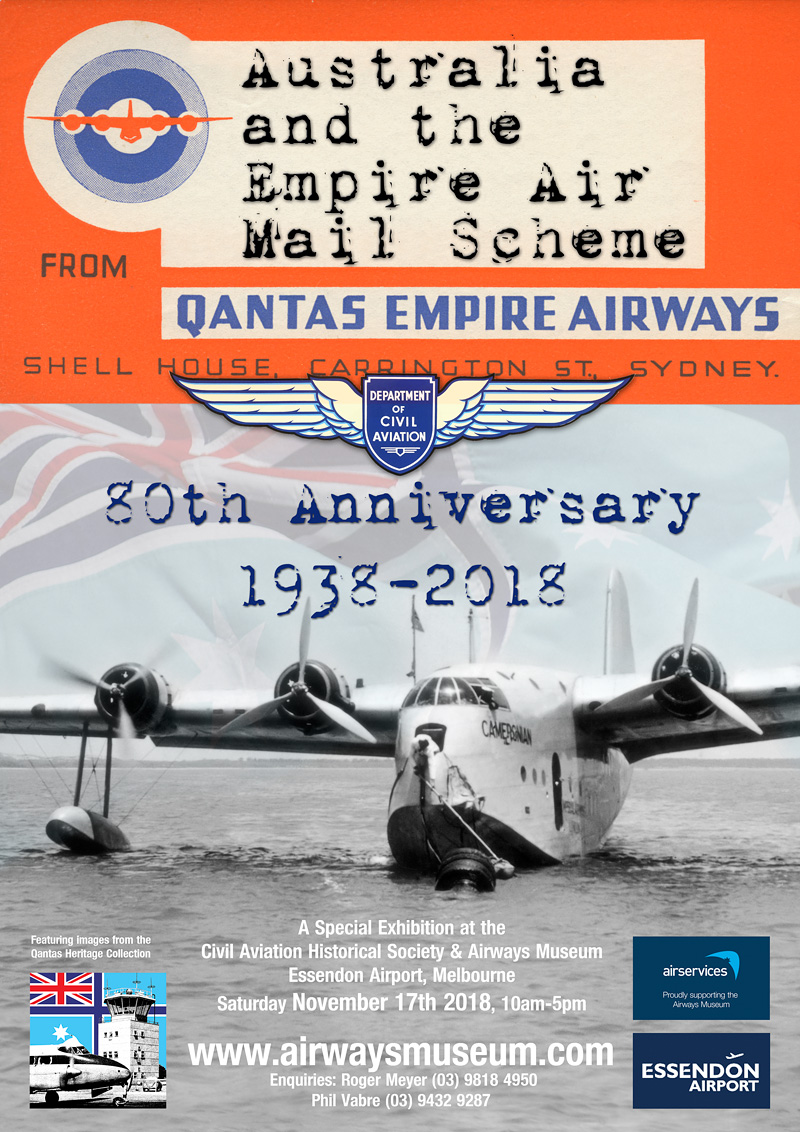 Australia
and the
Empire Air
Mail Scheme
FROM
QANTAS EMPIRE AIRWAYS
SHELL HOUSE, CARRINGTON ST., SYDNEY.
DEPARTMENT
OF
CIVIL
AVIATION
80th Anniversary
1938-2018
CAMERONIAN
A Special Exhibition at the
Civil Aviation Historical Society & Airways Museum
Essendon Airport, Melbourne
Saturday November 17th 2018, 10am-5pm
www.airwaysmuseum.com
Enquiries: Roger Meyer (03) 9818 4950
Phil Vabre (03) 9432 9287
Featuring images from the
Qantas Heritage Collection
airservices
Proudly supporting the
Airways Museum
ESSENDON
AIRPORT